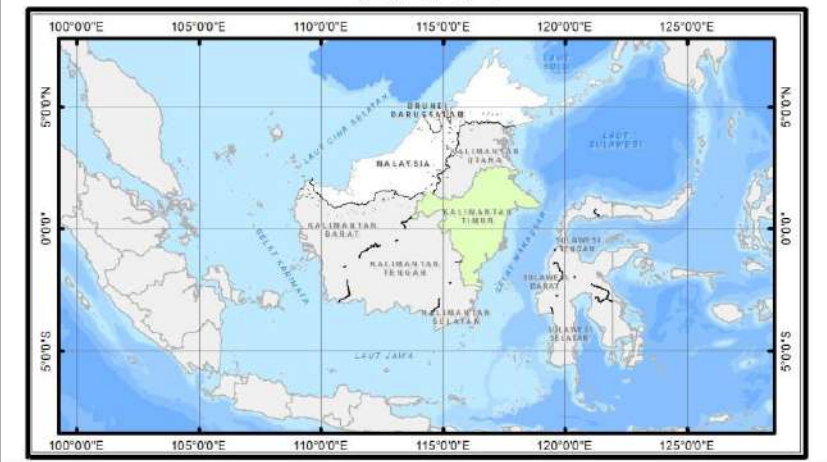 100°0'0"E 105°0'0"E 110°0'0"E 115°0'0"E 120°0'0"E 125°0'0"E
5°0'0"N
0°0'0"
5°0'0"S
5°0'0"N
0°0'0"
5°0'0"S
LAUT
SULU
BRUNEI
DARUSSALAM
LAUT CINA SELATAN
LAUT
SULAWESI
MALAYSIA
KALIMANTAN
UTARA
KALIMANTAN
TIMUR
KALIMANTAN
BARAT
SELAT KARIMATA
SELAT MAKASSAR
SULAWESI
TENGAH
KALIMANTAN
TENGAH
SULAWESI
BARAT
KALIMANTAN
SELATAN
SULAWESI
SELATAN
LAUT JAWA
100°0'0"E 105°0'0"E 110°0'0"E 115°0'0"E 120°0'0"E 125°0'0"E